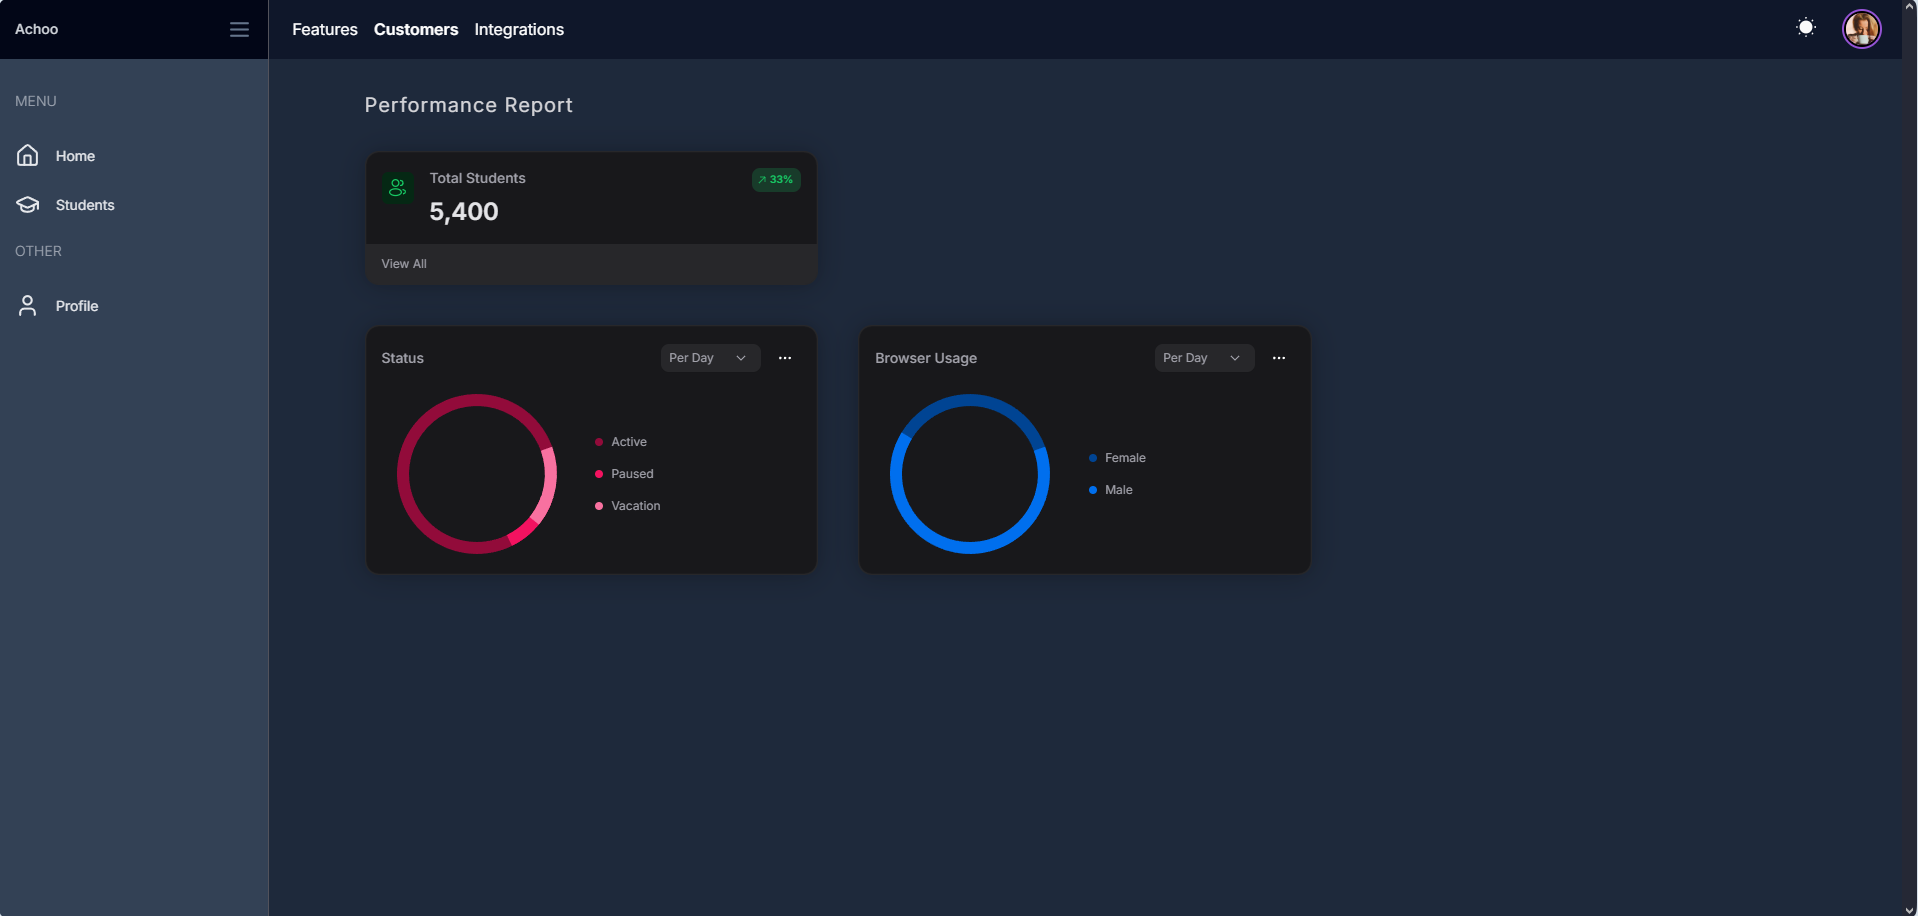 Achoo
Features Customers Integrations
MENU
Home
Students
OTHER
Profile
Performance Report
Total Students
33%
5,400
View All
Status
Per Day
Active
Paused
Vacation
Browser Usage
Per Day
Female
Male